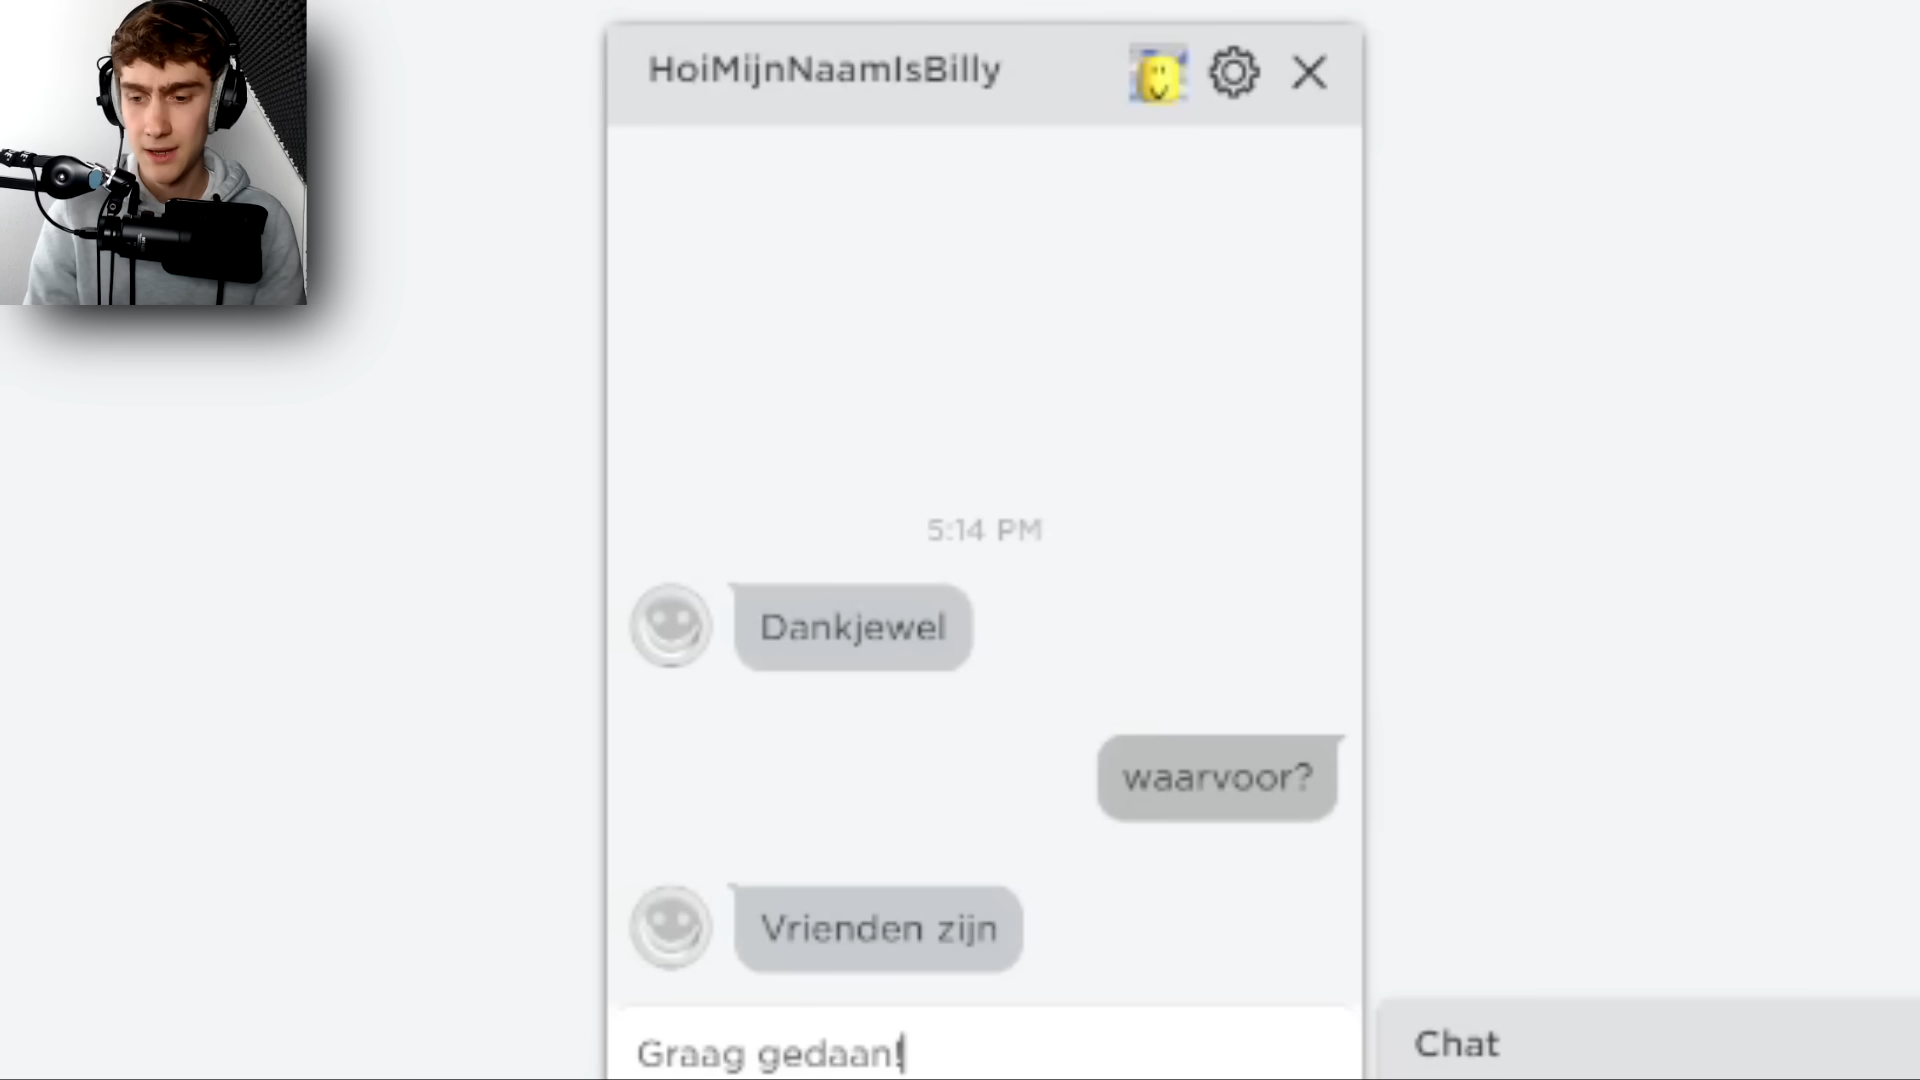 HoiMijnNaamIsBilly
5:14 PM
Dankjewel
waarvoor?
Vrienden zijn
Graag gedaan!
Chat